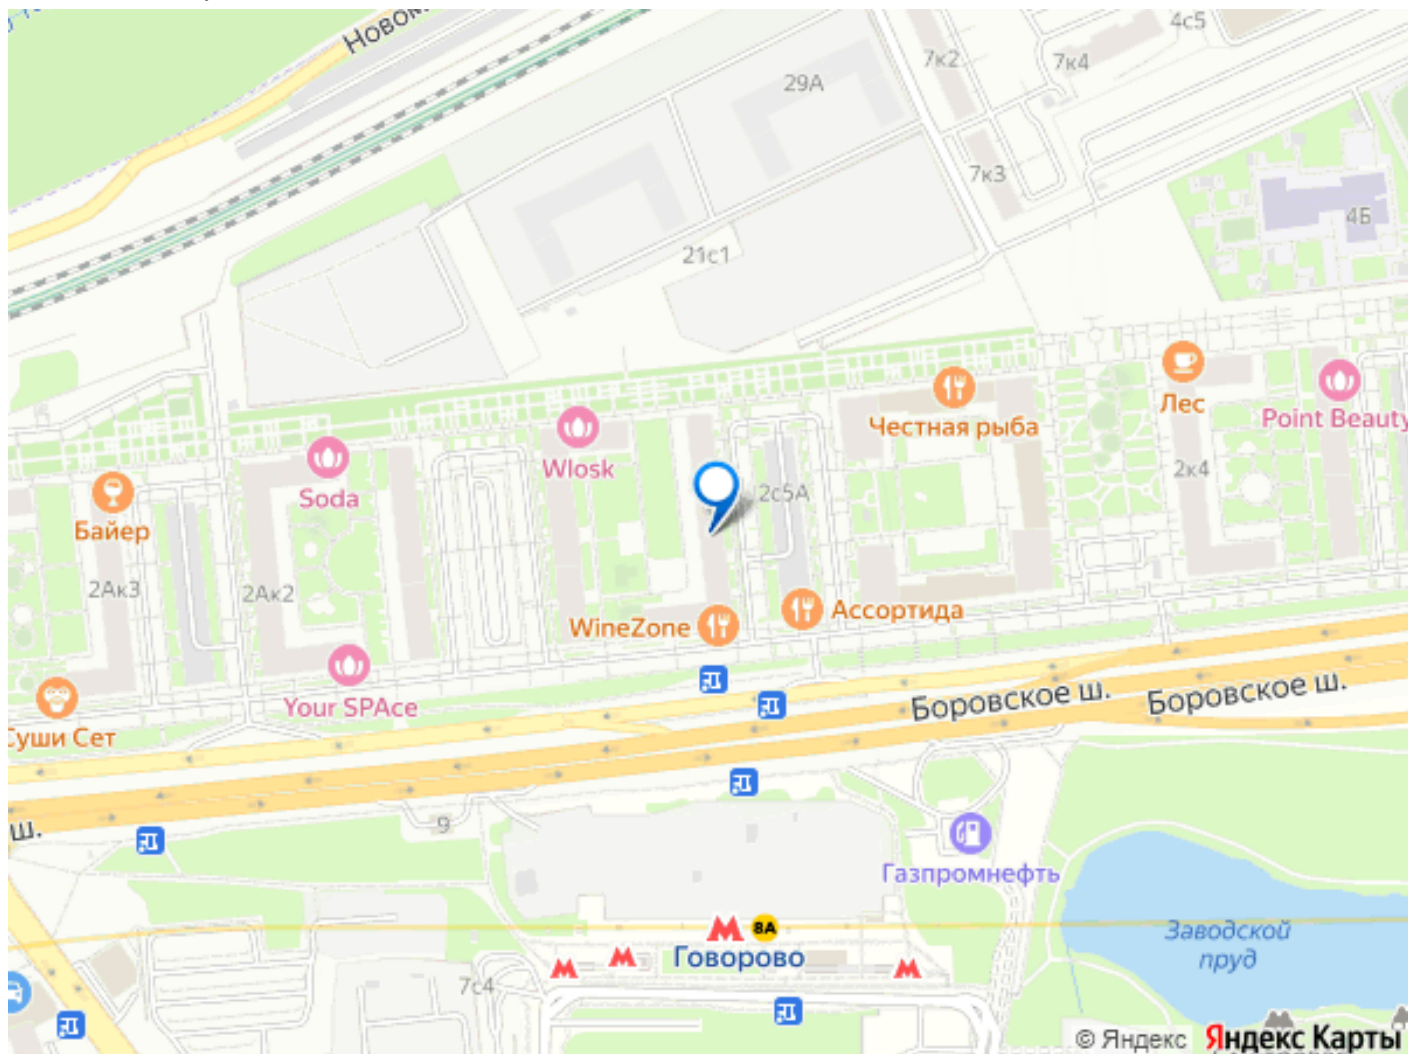 4с5
7к2
7к4
29А
7к3
4Б
21с1
Лес
Честная рыба
Point Beauty
Wlosk
Soda
2к4
2с5А
Байер
2Ак3
2Ак2
WineZone
Ассортида
Your SPAce
Боровское ш.
Боровское ш.
Суши Сет
ш.
9
Газпромнефть
8А
Говорово
Заводской
пруд
7с4
© Яндекс Яндекс Карты